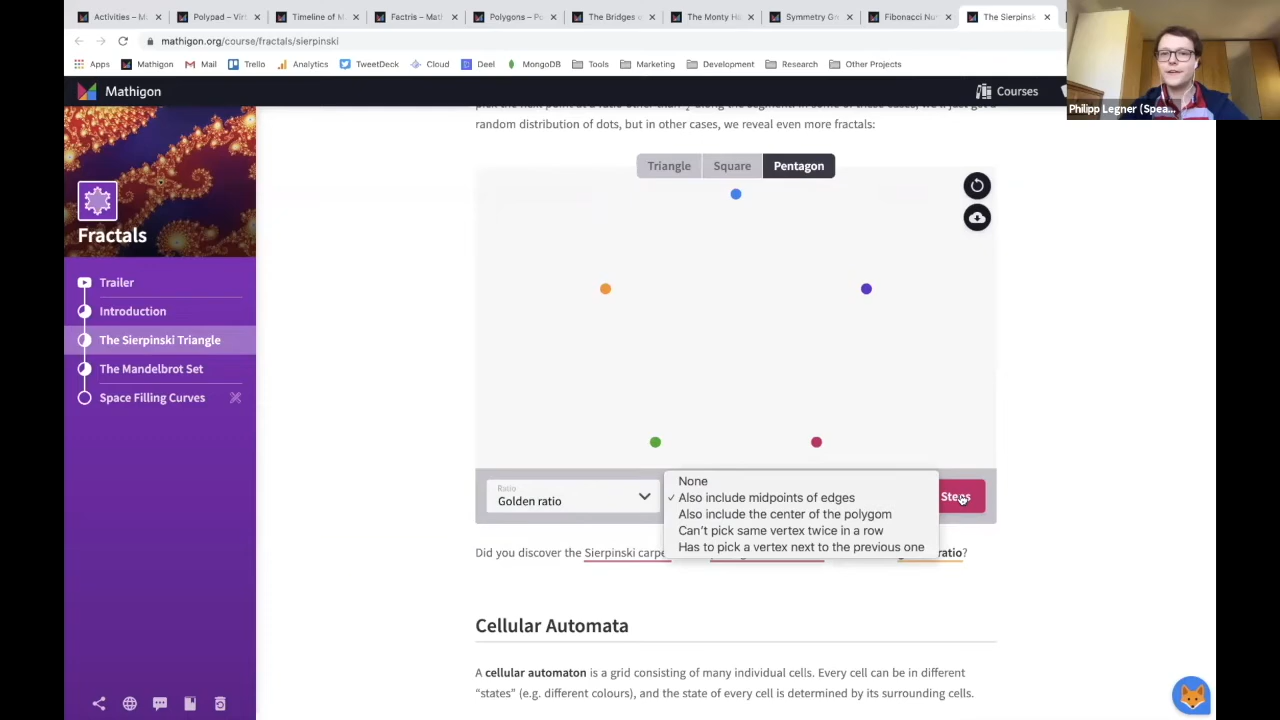 Activities – M
Polypad – Virt
Timeline of M
Factris – Math
Polygons – Po
The Bridges
The Monty Ha
Symmetry Gr
Fibonacci Nu
The Sierpinsk
mathigon.org/course/fractals/sierpinski
Apps
Mathigon
Mail
Trello
Analytics
TweetDeck
Cloud
Deel
MongoDB
Tools
Marketing
Development
Research
Other Projects
Philipp Legner (Spea...
Mathigon
Courses
Fractals
Trailer
Introduction
The Sierpinski Triangle
The Mandelbrot Set
Space Filling Curves
random distribution of dots, but in other cases, we reveal even more fractals:
Triangle
Square
Pentagon
Ratio
Golden ratio
None
✓ Also include midpoints of edges
Also include the center of the polygom
Can't pick same vertex twice in a row
Has to pick a vertex next to the previous one
Steps
Did you discover the Sierpinski carpe ratio?
Cellular Automata
A cellular automaton is a grid consisting of many individual cells. Every cell can be in different
“states” (e.g. different colours), and the state of every cell is determined by its surrounding cells.